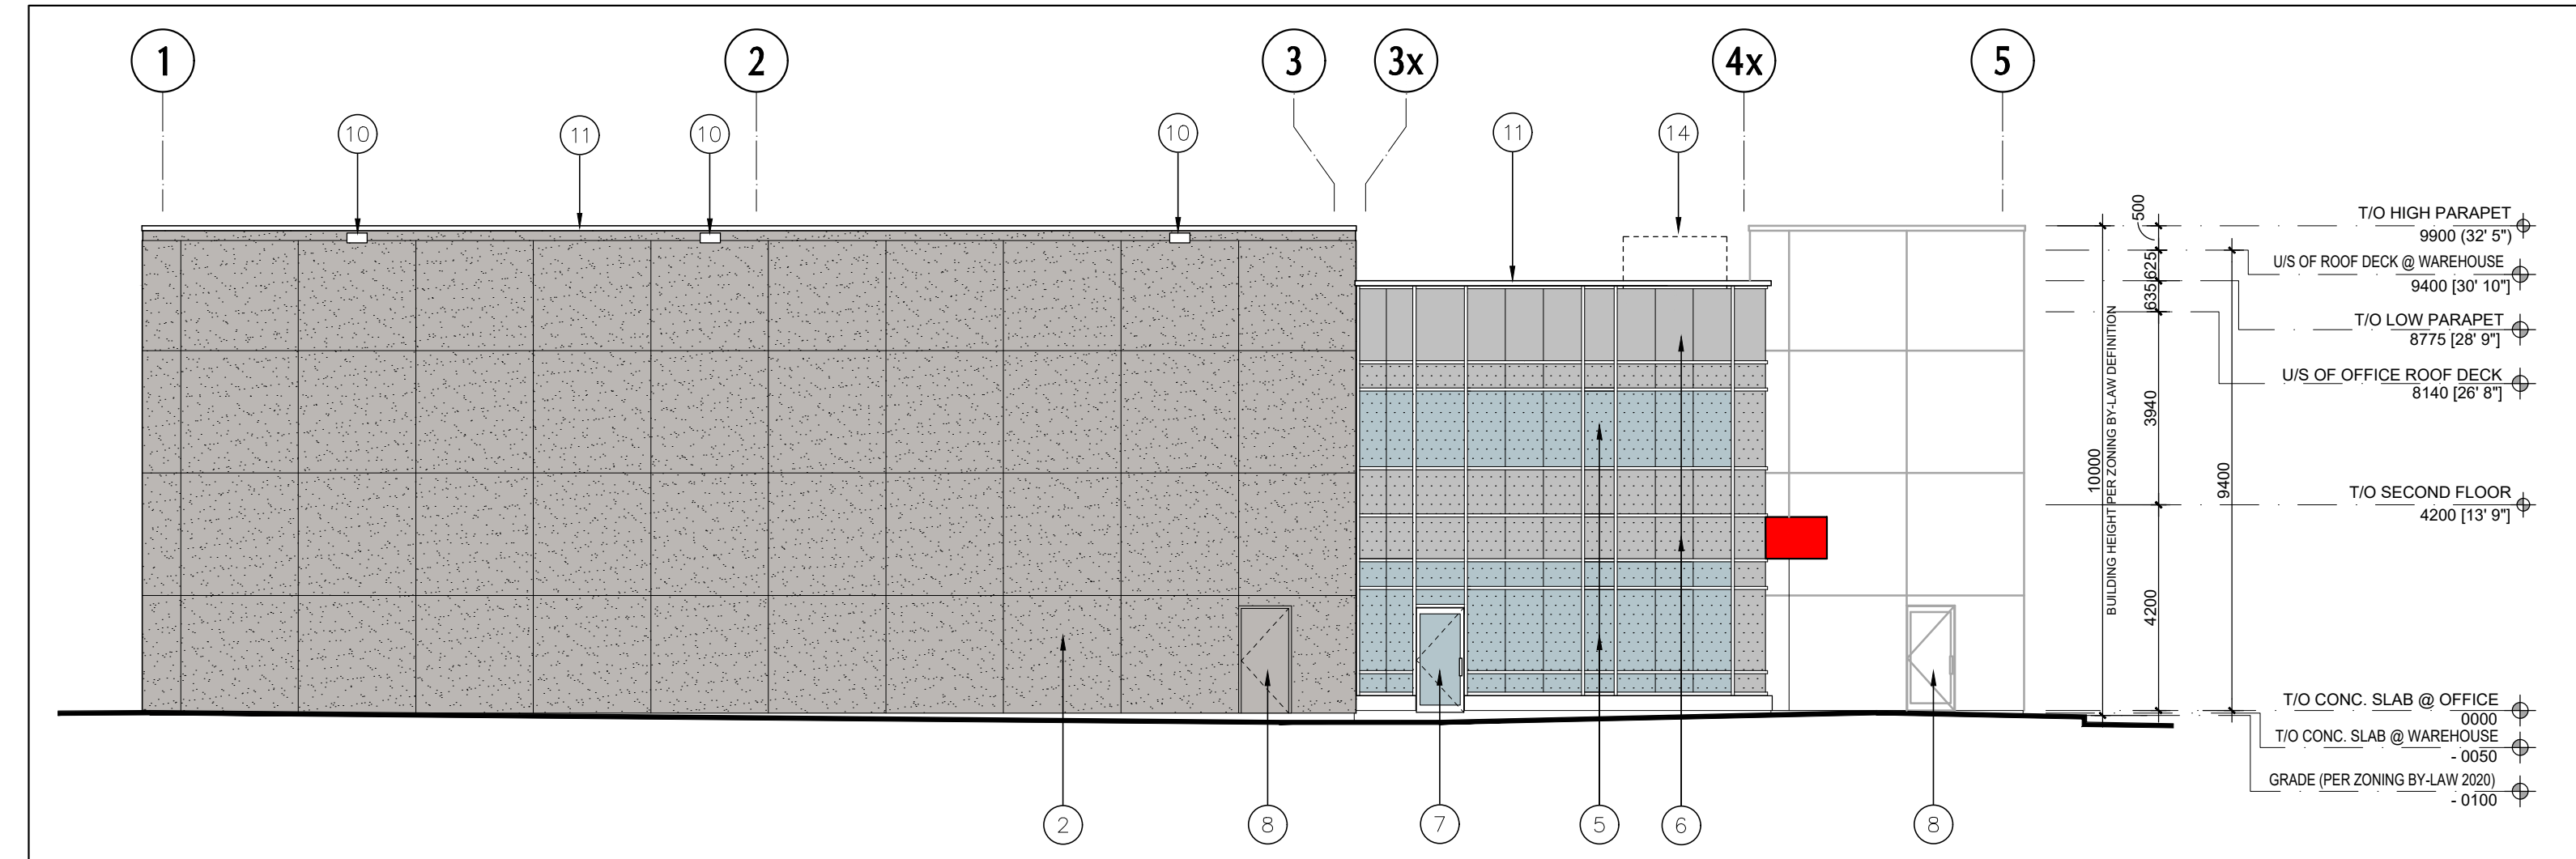 1
2
3
3x
4x
5
10
11
10
10
11
14
500
625
635
3940
4200
10000
BUILDING HEIGHT PER ZONING BY-LAW DEFINITION
9400
T/O HIGH PARAPET
9900 (32' 5")
U/S OF ROOF DECK @ WAREHOUSE
9400 [30' 10"]
T/O LOW PARAPET
8775 [28' 9"]
U/S OF OFFICE ROOF DECK
8140 [26' 8"]
T/O SECOND FLOOR
4200 [13' 9"]
T/O CONC. SLAB @ OFFICE
0000
T/O CONC. SLAB @ WAREHOUSE
- 0050
GRADE (PER ZONING BY-LAW 2020)
- 0100
2
8
7
5
6
8